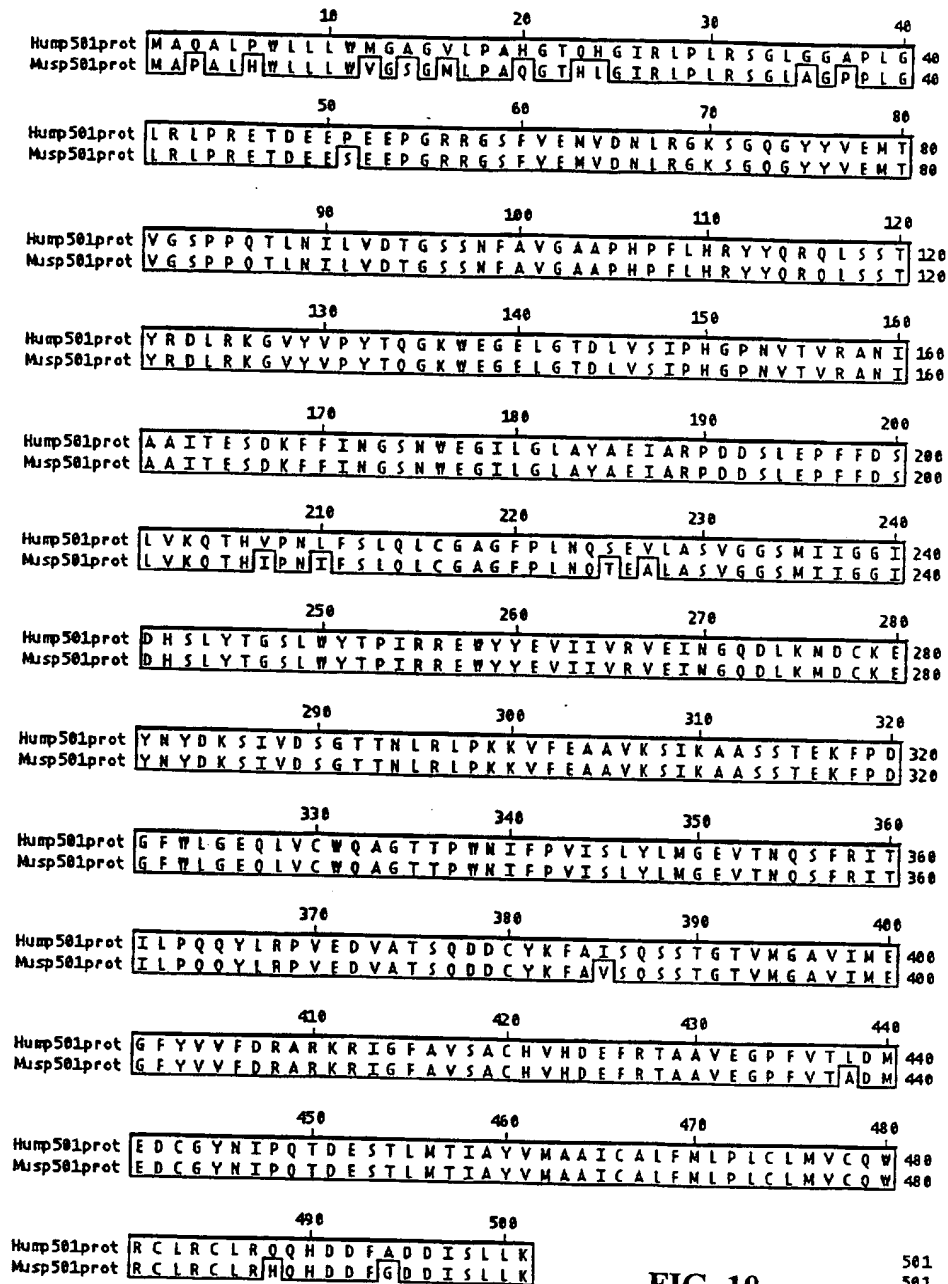 10 20 30 40
Hump501prot M A Q A L P W L L L W M G A G V L P A H G T Q H G I R L P L R S G L G G A P L G 40
Musp501prot M A P A L H W L L L W V G S G M L P A Q G T H L G I R L P L R S G L A G P P L G 40
50 60 70 80
Hump501prot L R L P R E T D E E P E E P G R R G S F V E M V D N L R G K S G Q G Y Y V E M T 80
Musp501prot L R L P R E T D E E S E E P G R R G S F V E M V D N L R G K S G Q G Y Y V E M T 80
90 100 110 120
Hump501prot V G S P P Q T L N I L V D T G S S N F A V G A A P H P F L H R Y Y Q R Q L S S T 120
Musp501prot V G S P P Q T L N I L V D T G S S N F A V G A A P H P F L H R Y Y Q R Q L S S T 120
130 140 150 160
Hump501prot Y R D L R K G V Y V P Y T Q G K W E G E L G T D L V S I P H G P N V T V R A N I 160
Musp501prot Y R D L R K G V Y V P Y T Q G K W E G E L G T D L V S I P H G P N V T V R A N I 160
170 180 190 200
Hump501prot A A I T E S D K F F I N G S N W E G I L G L A Y A E I A R P D D S L E P F F D S 200
Musp501prot A A I T E S D K F F I N G S N W E G I L G L A Y A E I A R P D D S L E P F F D S 200
210 220 230 240
Hump501prot L V K Q T H V P N L F S L Q L C G A G F P L N Q S E V L A S V G G S M I I G G I 240
Musp501prot L V K Q T H I P N I F S L Q L C G A G F P L N Q T E A L A S V G G S M I I G G I 240
250 260 270 280
Hump501prot D H S L Y T G S L W Y T P I R R E W Y Y E V I I V R V E I N G Q D L K M D C K E 280
Musp501prot D H S L Y T G S L W Y T P I R R E W Y Y E V I I V R V E I N G Q D L K M D C K E 280
290 300 310 320
Hump501prot Y N Y D K S I V D S G T T N L R L P K K V F E A A V K S I K A A S S T E K F P D 320
Musp501prot Y N Y D K S I V D S G T T N L R L P K K V F E A A V K S I K A A S S T E K F P D 320
330 340 350 360
Hump501prot G F W L G E Q L V C W Q A G T T P W N I F P V I S L Y L M G E V T N Q S F R I T 360
Musp501prot G F W L G E Q L V C W Q A G T T P W N I F P V I S L Y L M G E V T N Q S F R I T 360
370 380 390 400
Hump501prot I L P Q Q Y L R P V E D V A T S Q D D C Y K F A I S Q S S T G T V M G A V I M E 400
Musp501prot I L P Q Q Y L R P V E D V A T S Q D D C Y K F A V S Q S S T G T V M G A V I M E 400
410 420 430 440
Hump501prot G F Y V V F D R A R K R I G F A V S A C H V H D E F R T A A V E G P F V T L D M 440
Musp501prot G F Y V V F D R A R K R I G F A V S A C H V H D E F R T A A V E G P F V T A D M 440
450 460 470 480
Hump501prot E D C G Y N I P Q T D E S T L M T I A Y V M A A I C A L F M L P L C L M V C Q W 480
Musp501prot E D C G Y N I P Q T D E S T L M T I A Y V M A A I C A L F M L P L C L M V C Q W 480
490 500
Hump501prot R C L R C L R Q Q H D D F A D D I S L L K 501
Musp501prot R C L R C L R H Q H D D F G D D I S L L K 501
FIG. 10